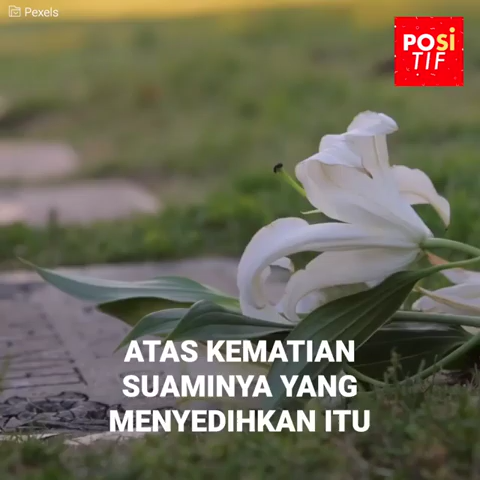 Pexels
POSi
TIF
ATAS KEMATIAN
SUAMINYA YANG
MENYEDIHKAN ITU